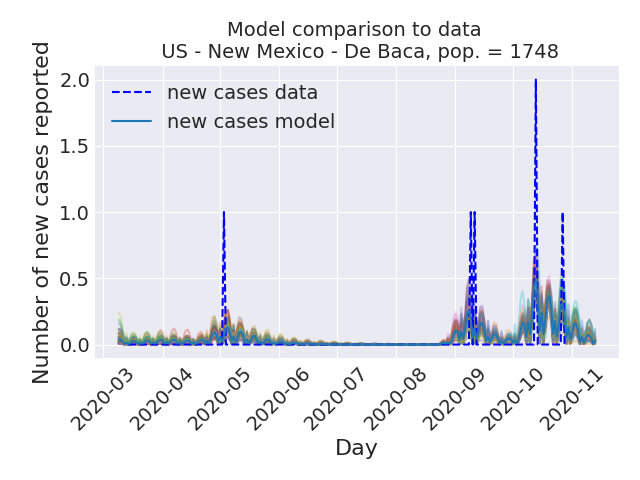 Model comparison to data
US - New Mexico - De Baca, pop. = 1748
Number of new cases reported
2.0
1.5
1.0
0.5
0.0
new cases data
new cases model
2020-03
2020-04
2020-05
2020-06
2020-07
2020-08
2020-09
2020-10
2020-11
Day